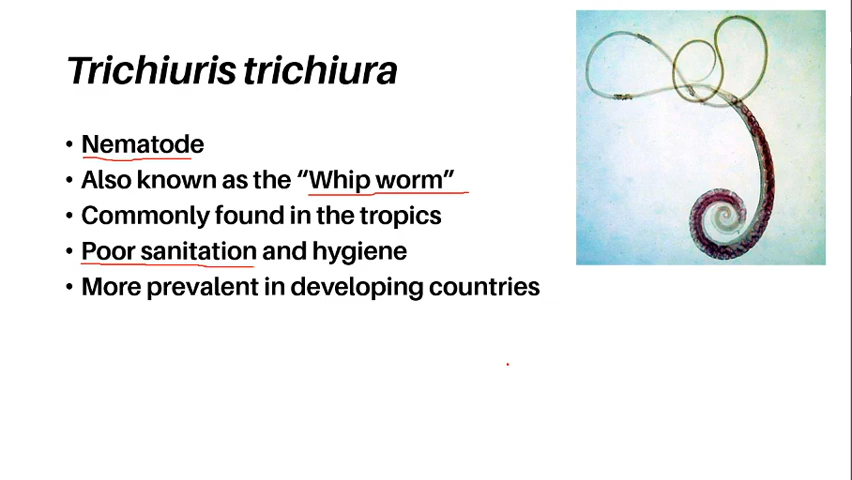 Trichiuris trichiura
• Nematode
• Also known as the “Whip worm”
• Commonly found in the tropics
• Poor sanitation and hygiene
• More prevalent in developing countries